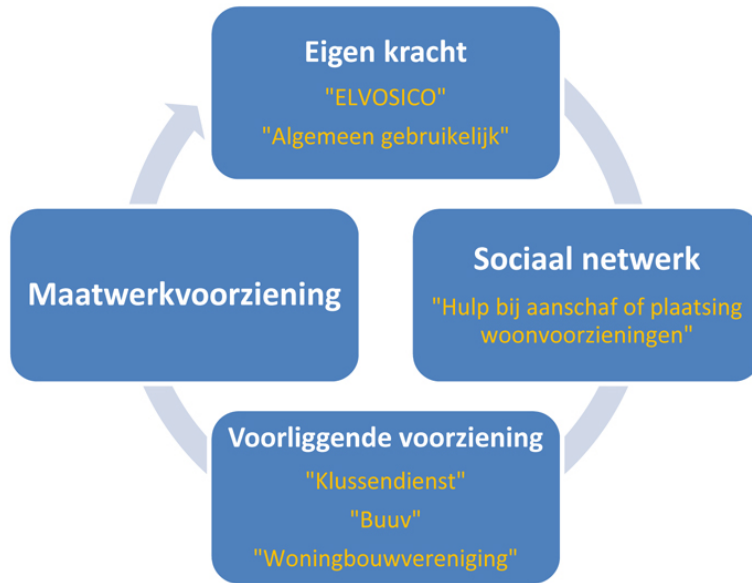 Eigen kracht
"ELVOSICO"
"Algemeen gebruikelijk"
Sociaal netwerk
"Hulp bij aanschaf of plaatsing
woonvoorzieningen"
Voorliggende voorziening
"Klussendienst"
"Buuv"
"Woningbouwvereniging"
Maatwerkvoorziening